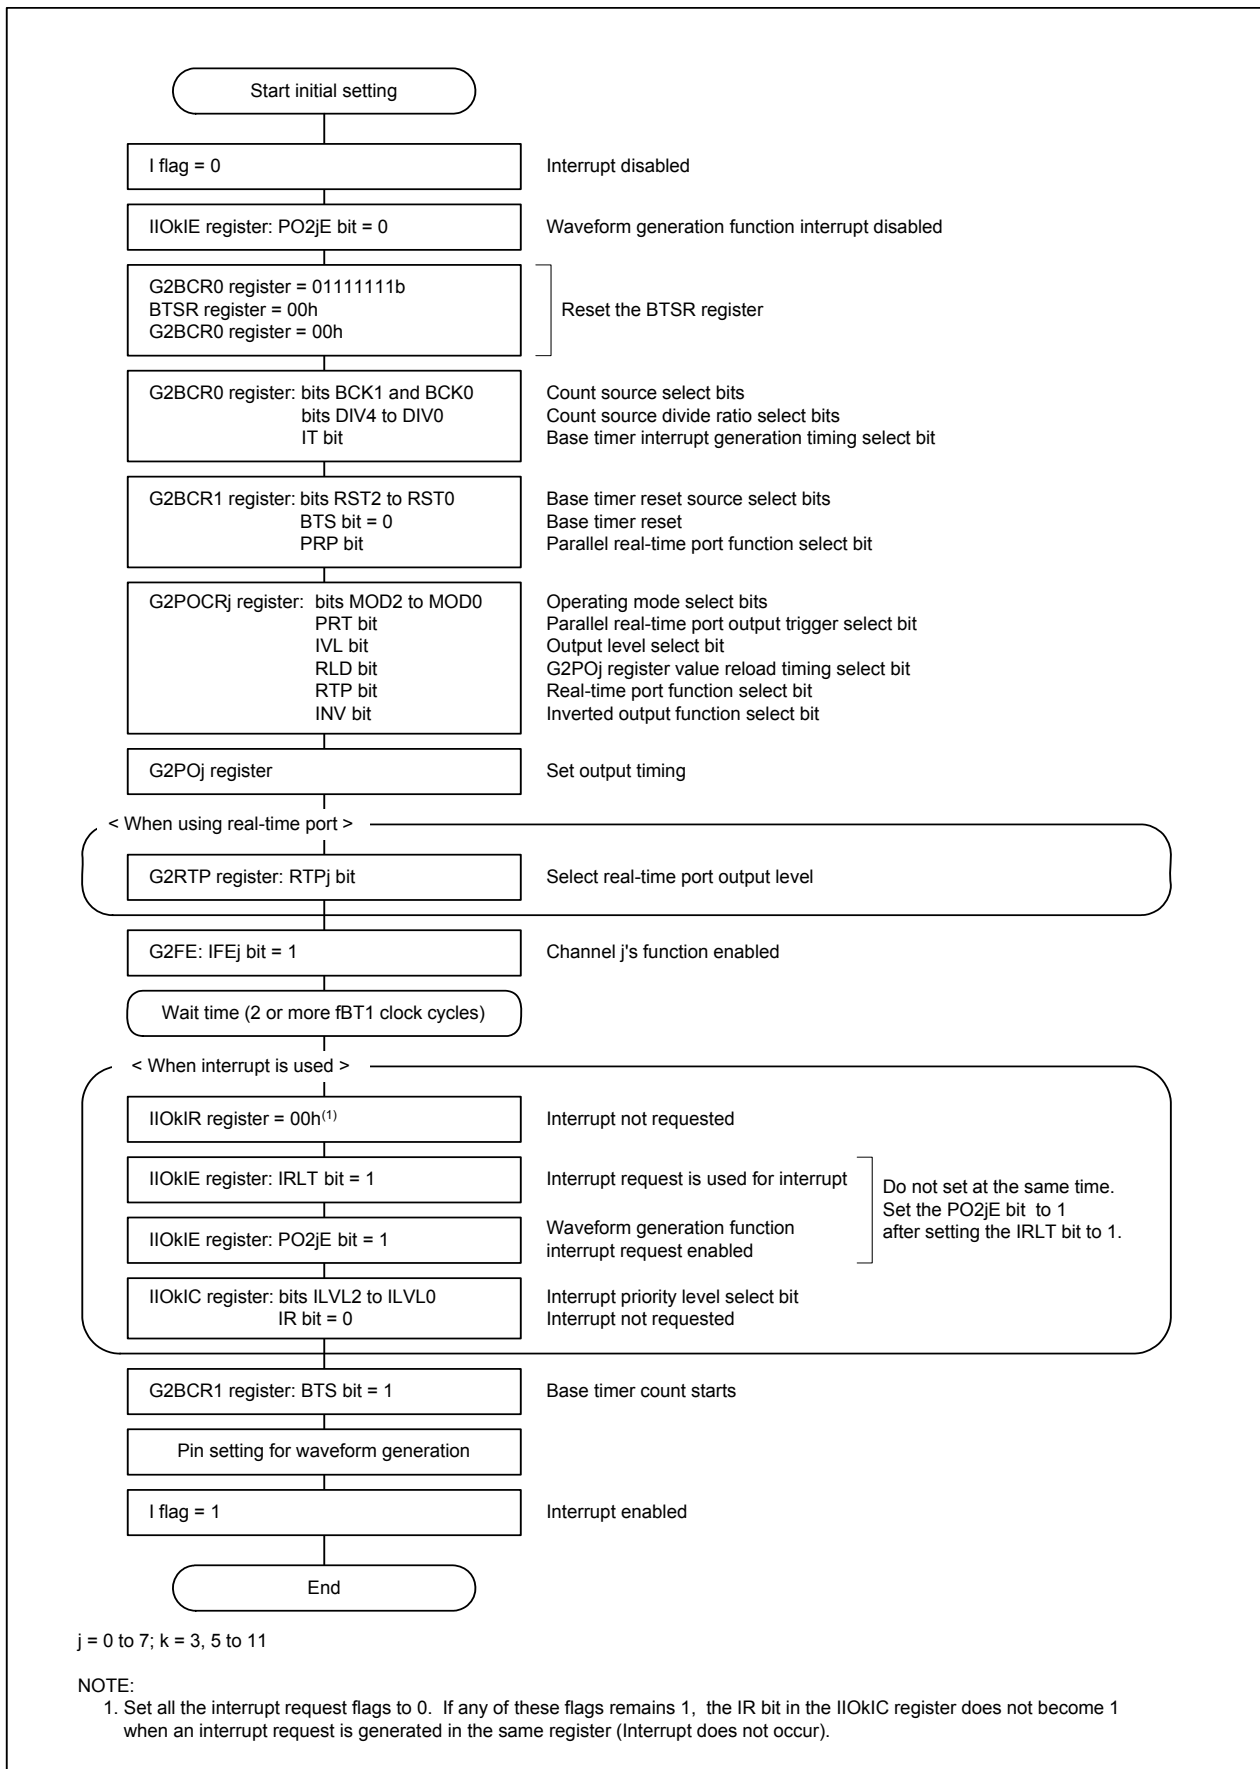 Start initial setting
I flag = 0 Interrupt disabled
IIOkIE register: PO2jE bit = 0 Waveform generation function interrupt disabled
G2BCR0 register = 01111111b
BTSR register = 00h Reset the BTSR register
G2BCR0 register = 00h
G2BCR0 register: bits BCK1 and BCK0 Count source select bits
bits DIV4 to DIV0 Count source divide ratio select bits
IT bit Base timer interrupt generation timing select bit
G2BCR1 register: bits RST2 to RST0 Base timer reset source select bits
BTS bit = 0 Base timer reset
PRP bit Parallel real-time port function select bit
G2POCRj register: bits MOD2 to MOD0 Operating mode select bits
PRT bit Parallel real-time port output trigger select bit
IVL bit Output level select bit
RLD bit G2POj register value reload timing select bit
RTP bit Real-time port function select bit
INV bit Inverted output function select bit
G2POj register Set output timing
< When using real-time port >
G2RTP register: RTPj bit Select real-time port output level
G2FE: IFEj bit = 1 Channel j's function enabled
Wait time (2 or more fBT1 clock cycles)
< When interrupt is used >
IIOkIR register = 00h(1) Interrupt not requested
IIOkIE register: IRLT bit = 1 Interrupt request is used for interrupt
IIOkIE register: PO2jE bit = 1 Waveform generation function
interrupt request enabled
Do not set at the same time.
Set the PO2jE bit to 1
after setting the IRLT bit to 1.
IIOkIC register: bits ILVL2 to ILVL0 Interrupt priority level select bit
IR bit = 0 Interrupt not requested
G2BCR1 register: BTS bit = 1 Base timer count starts
Pin setting for waveform generation
I flag = 1 Interrupt enabled
End
j = 0 to 7; k = 3, 5 to 11
NOTE:
1. Set all the interrupt request flags to 0. If any of these flags remains 1, the IR bit in the IIOkIC register does not become 1
when an interrupt request is generated in the same register (Interrupt does not occur).